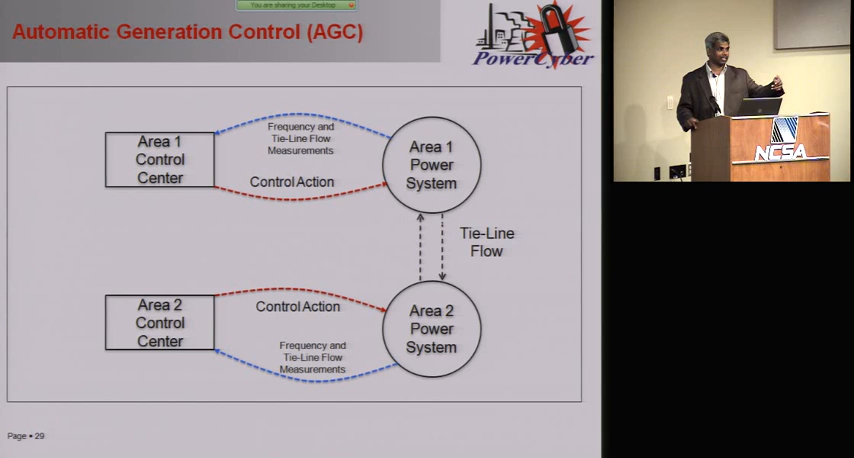 You are sharing your Desktop
Automatic Generation Control (AGC)
PowerCyber
Area 1
Control
Center
Frequency and
Tie-Line Flow
Measurements
Control Action
Area 1
Power
System
Tie-Line
Flow
Area 2
Control
Center
Control Action
Frequency and
Tie-Line Flow
Measurements
Area 2
Power
System
Page • 29
NCSA